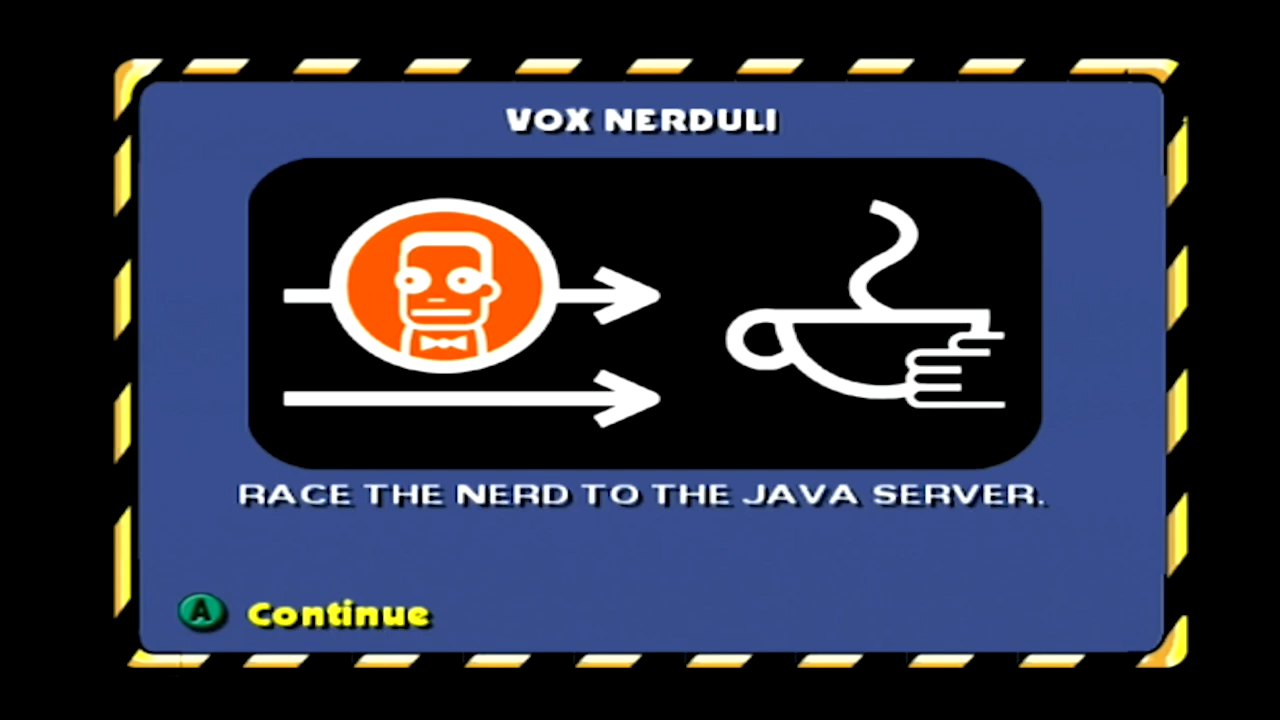 VOX NERDULI
RACE THE NERD TO THE JAVA SERVER.
A Continue